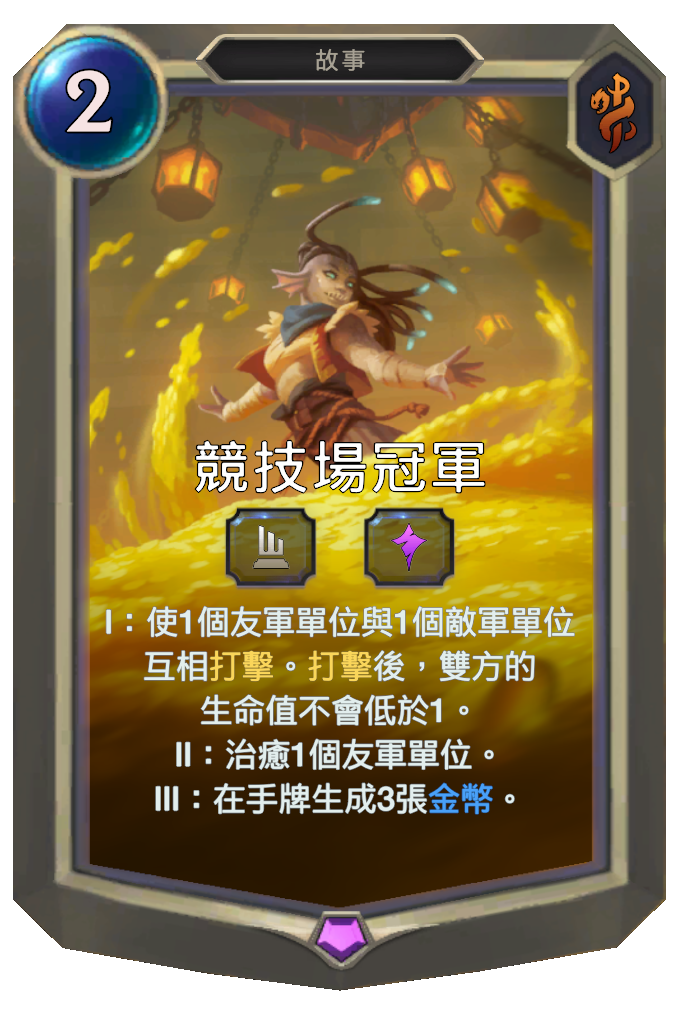 2
故事
競技場冠軍
I：使1個友軍單位與1個敵軍單位
互相打擊。打擊後，雙方的
生命值不會低於1。
II：治癒1個友軍單位。
III：在手牌生成3張金幣。